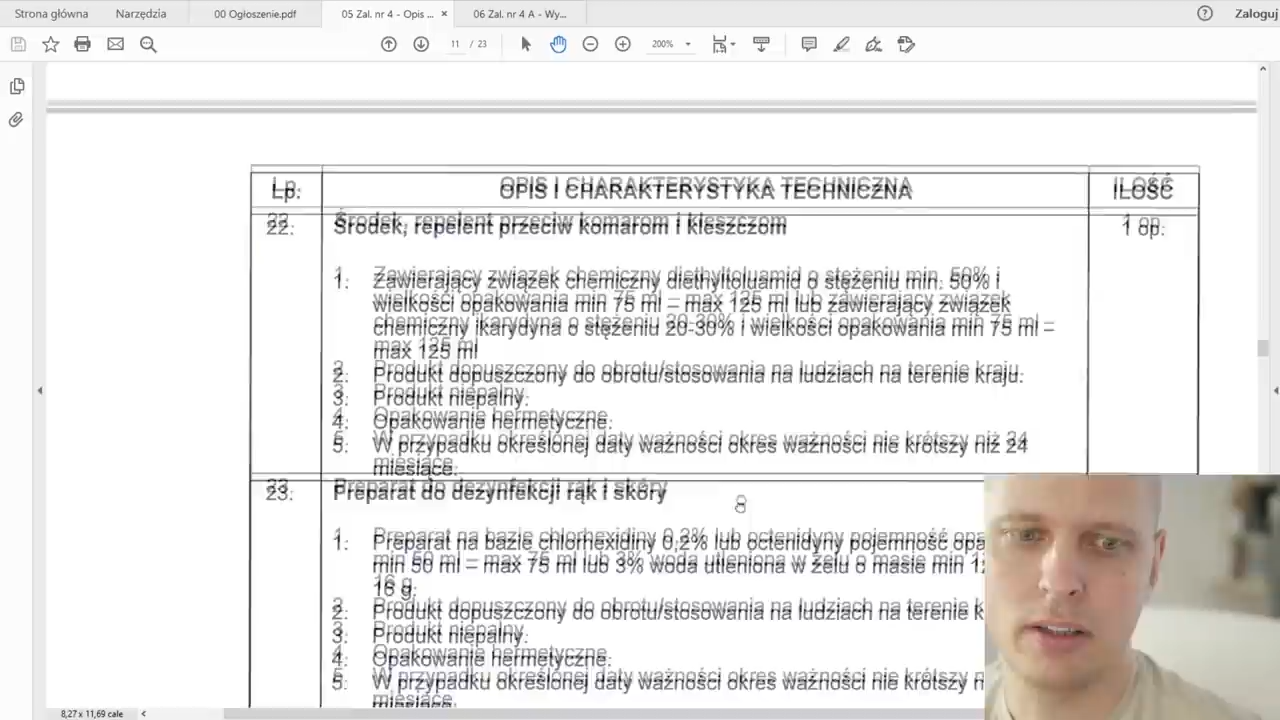 Strona główna Narzędzia 00 Ogłoszenie.pdf 05 Zal. nr 4 - Opis ... × 06 Zal. nr 4 A - Wy... Zaloguj
11 / 23 200%
Lp. OPIS I CHARAKTERYSTYKA TECHNICZNA ILOŚĆ
22. Środek, repelent przeciw komarom i kleszczom 1 op.
1. Zawierający związek chemiczny diethyltoluamid o stężeniu min. 50% i
wielkości opakowania min 75 ml – max 125 ml lub zawierający związek
chemiczny ikarydyna o stężeniu 20-30% i wielkości opakowania min 75 ml –
max 125 ml
2. Produkt dopuszczony do obrotu/stosowania na ludziach na terenie kraju.
3. Produkt niepalny.
4. Opakowanie hermetyczne.
5. W przypadku określonej daty ważności okres ważności nie krótszy niż 24
miesiące.
23. Preparat do dezynfekcji rąk i skóry
1. Preparat na bazie chlorhexidiny 0,2% lub octenidyny pojemność opa
min 50 ml – max 75 ml lub 3% woda utleniona w żelu o masie min 1
16 g.
2. Produkt dopuszczony do obrotu/stosowania na ludziach na terenie k
3. Produkt niepalny.
4. Opakowanie hermetyczne.
5. W przypadku określonej daty ważności okres ważności nie krótszy n
miesiące.
8,27 x 11,69 cale